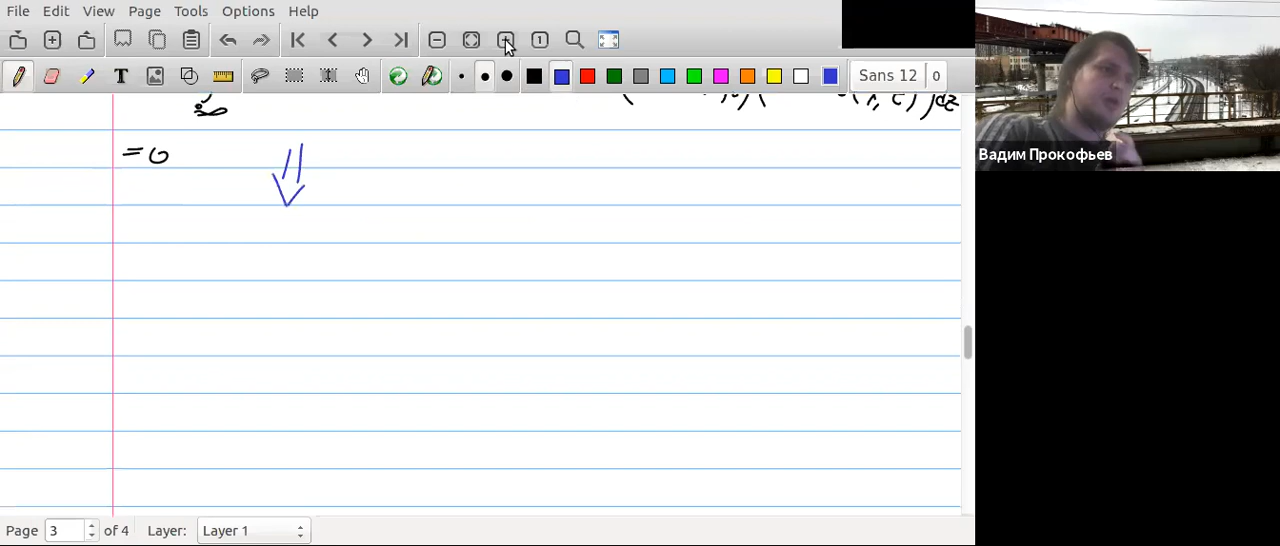 File Edit View Page Tools Options Help
Sans 12 0
= 0
Page 3 of 4 Layer: Layer 1
Вадим Прокофьев